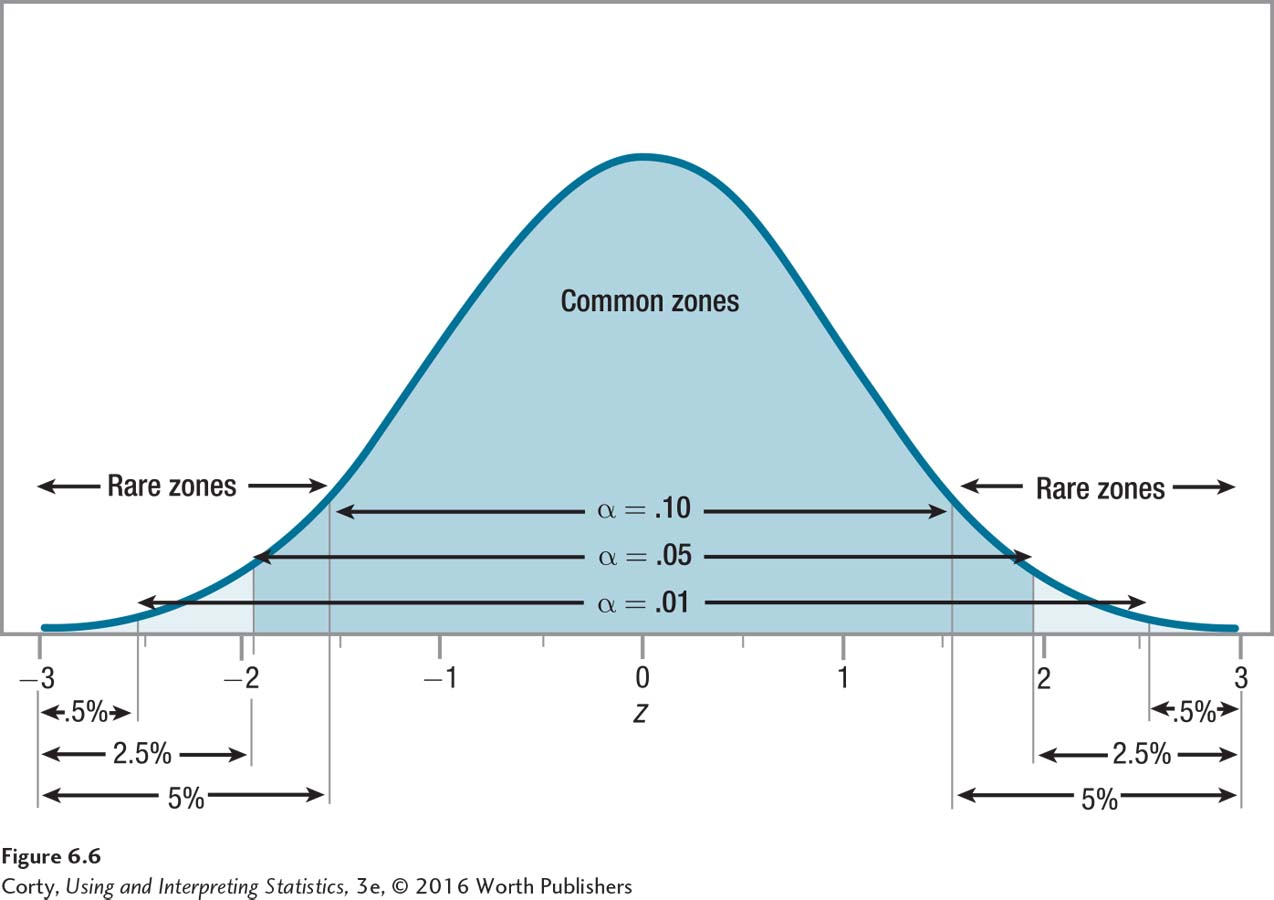 Common zones
Rare zones
Rare zones
α = .10
α = .05
α = .01
–3
–2
–1
0
1
2
3
z
.5%
.5%
2.5%
2.5%
5%
5%
Figure 6.6
Corty, Using and Interpreting Statistics, 3e, © 2016 Worth Publishers